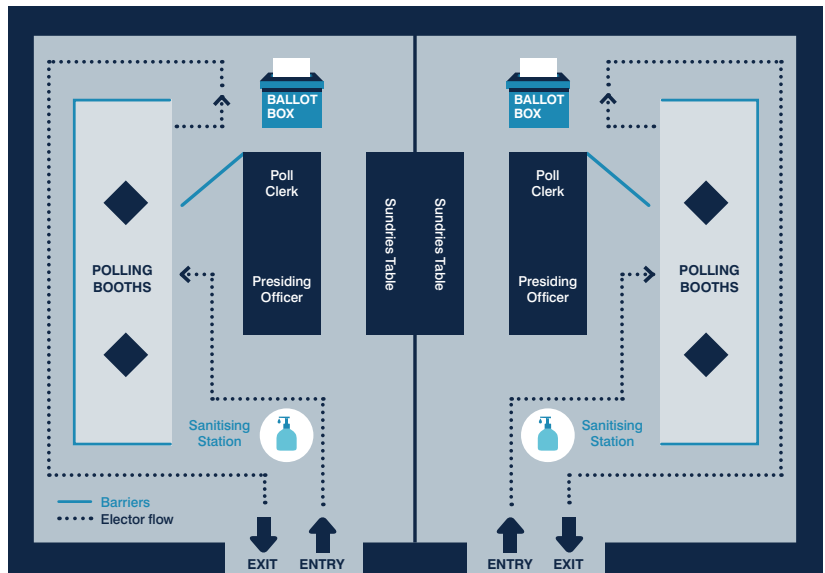 BALLOT
BOX
BALLOT
BOX
Poll
Clerk
Poll
Clerk
Sundries Table
Sundries Table
POLLING
BOOTHS
Presiding
Officer
Presiding
Officer
POLLING
BOOTHS
Sanitising
Station
Sanitising
Station
Barriers
Elector flow
EXIT
ENTRY
ENTRY
EXIT